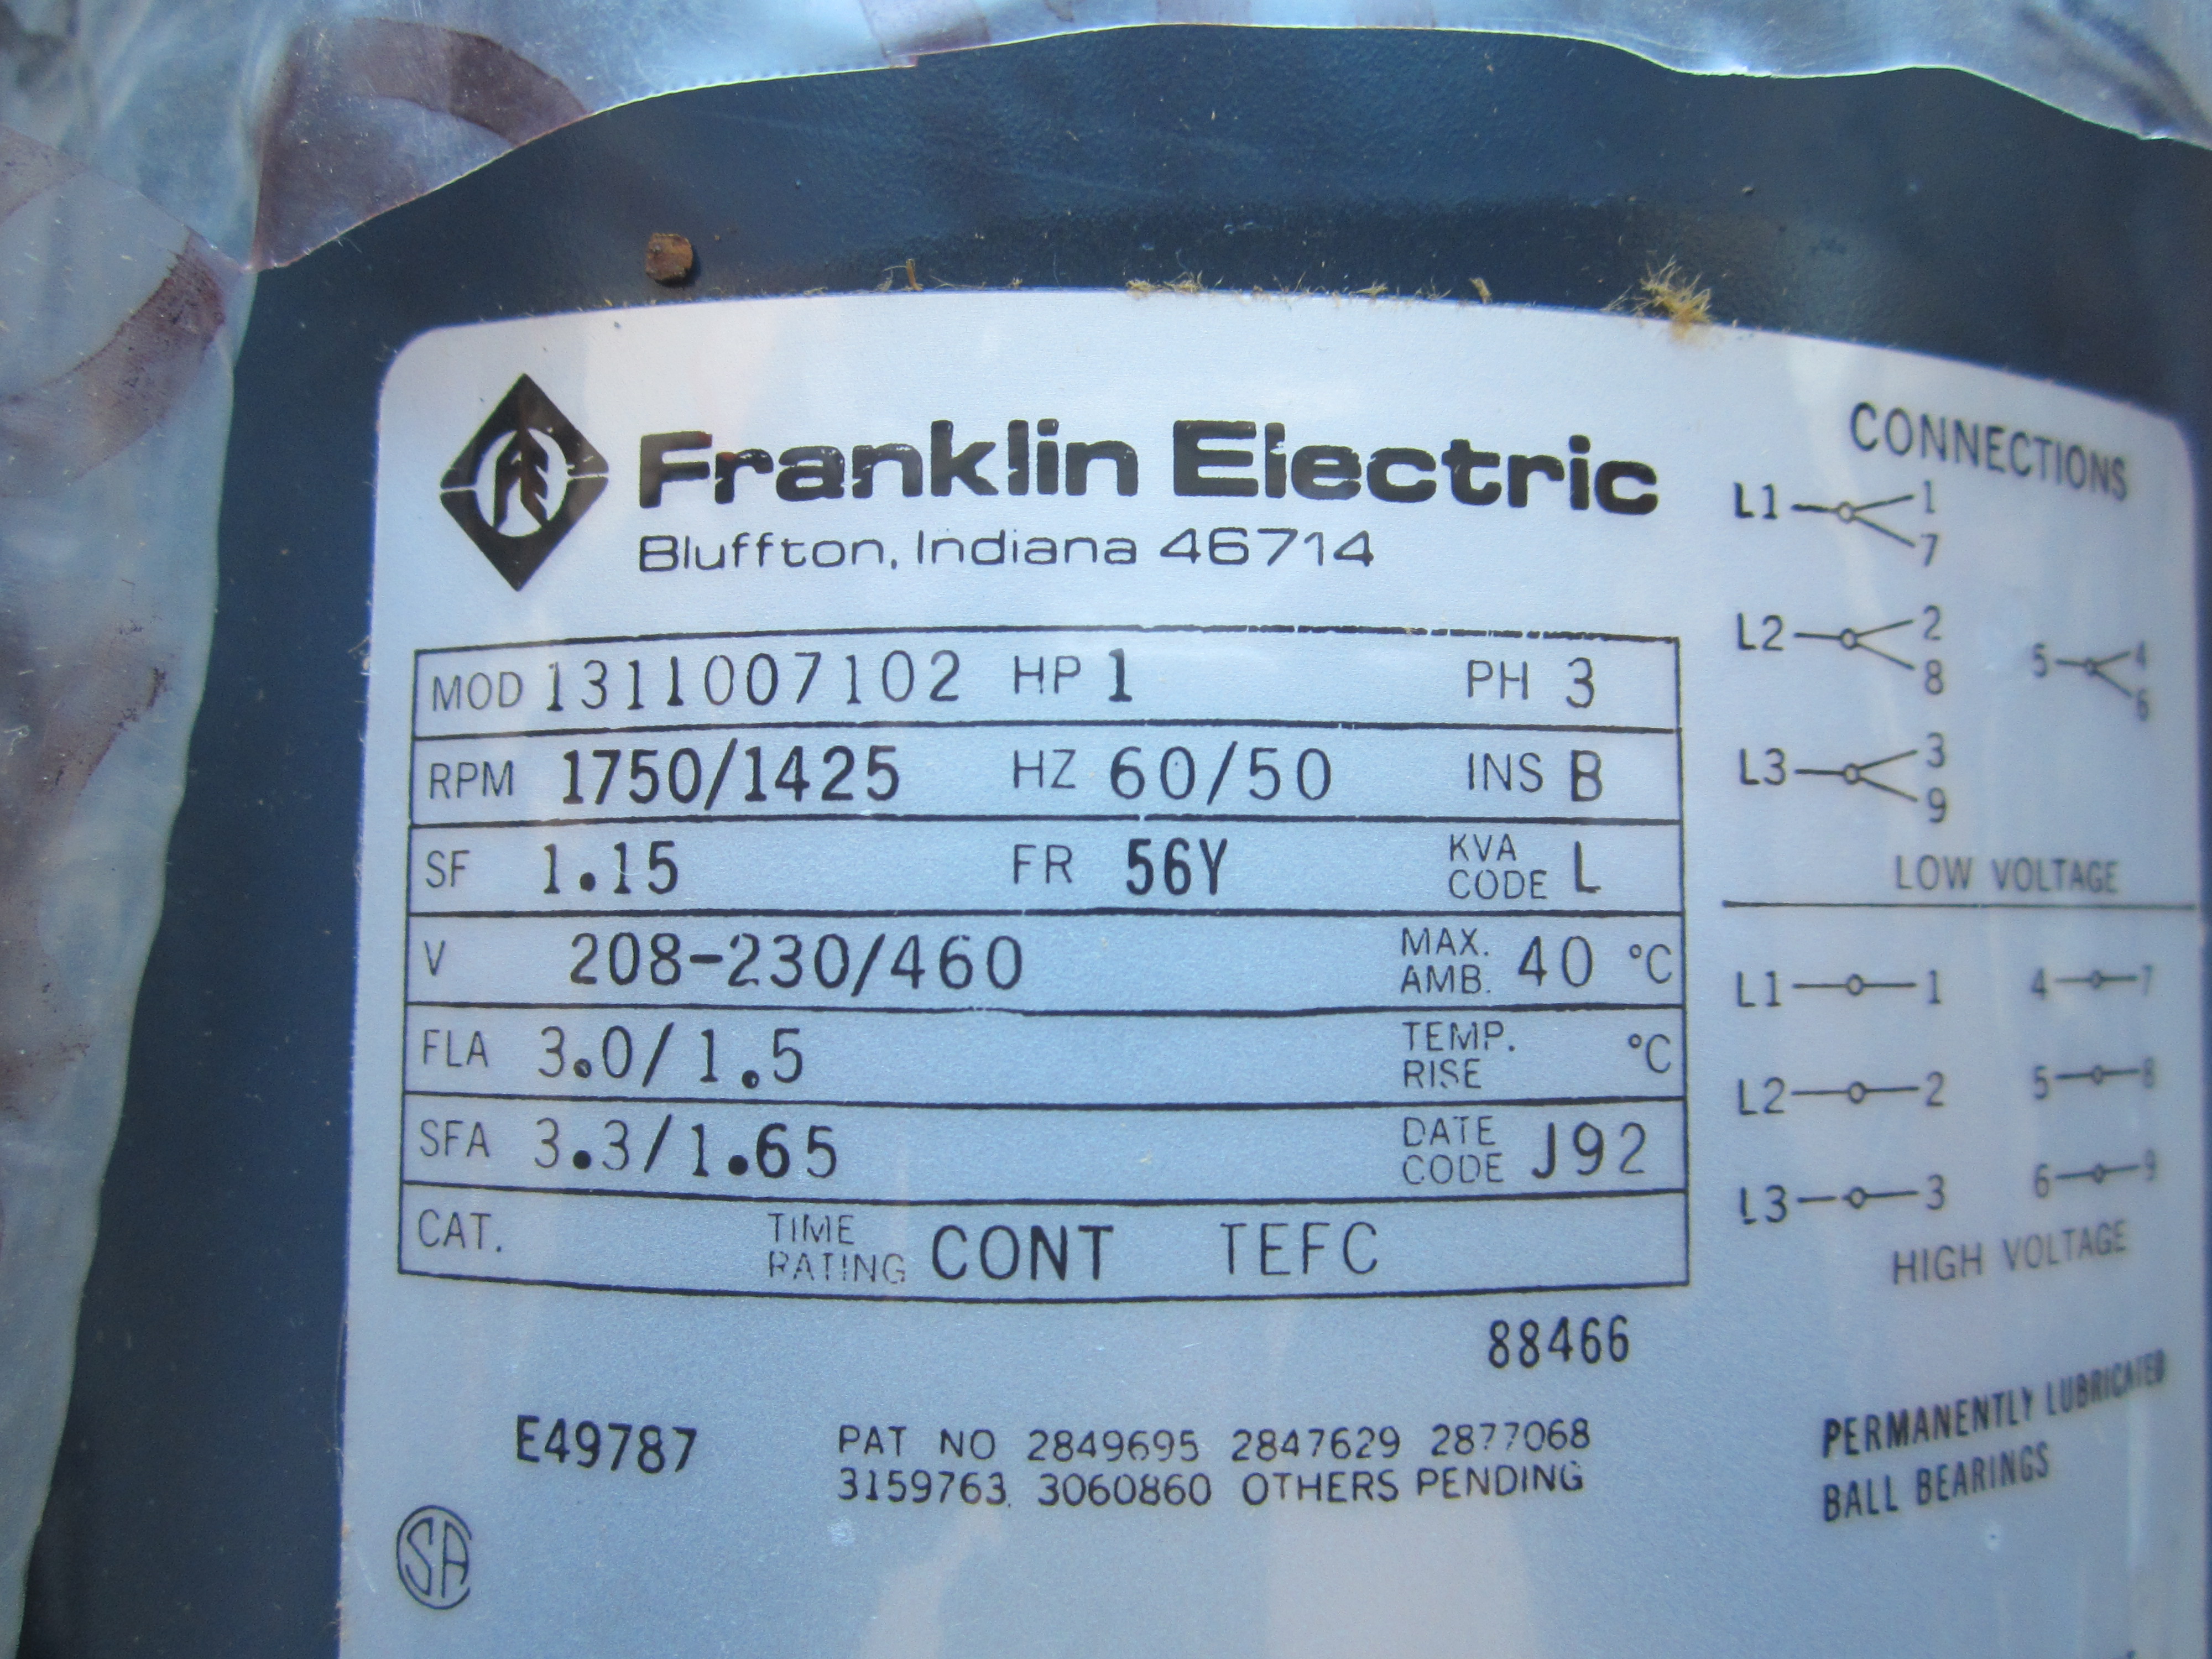 Franklin Electric
Bluffton, Indiana 46714
MOD 1311007102 HP 1 PH 3
RPM 1750/1425 HZ 60/50 INS B
SF 1.15 FR 56Y KVA CODE L
V 208-230/460 MAX. AMB. 40 °C
FLA 3.0/1.5 TEMP. RISE °C
SFA 3.3/1.65 DATE CODE J92
CAT. TIME RATING CONT TEFC
88466
E49787
PAT NO 2849695 2847629 2877068
3159763 3060860 OTHERS PENDING
SA
CONNECTIONS
L1 1
7
L2 2
8
5 4
6
L3 3
9
LOW VOLTAGE
L1 1 4 7
L2 2 5 8
L3 3 6 9
HIGH VOLTAGE
PERMANENTLY LUBRICATED
BALL BEARINGS